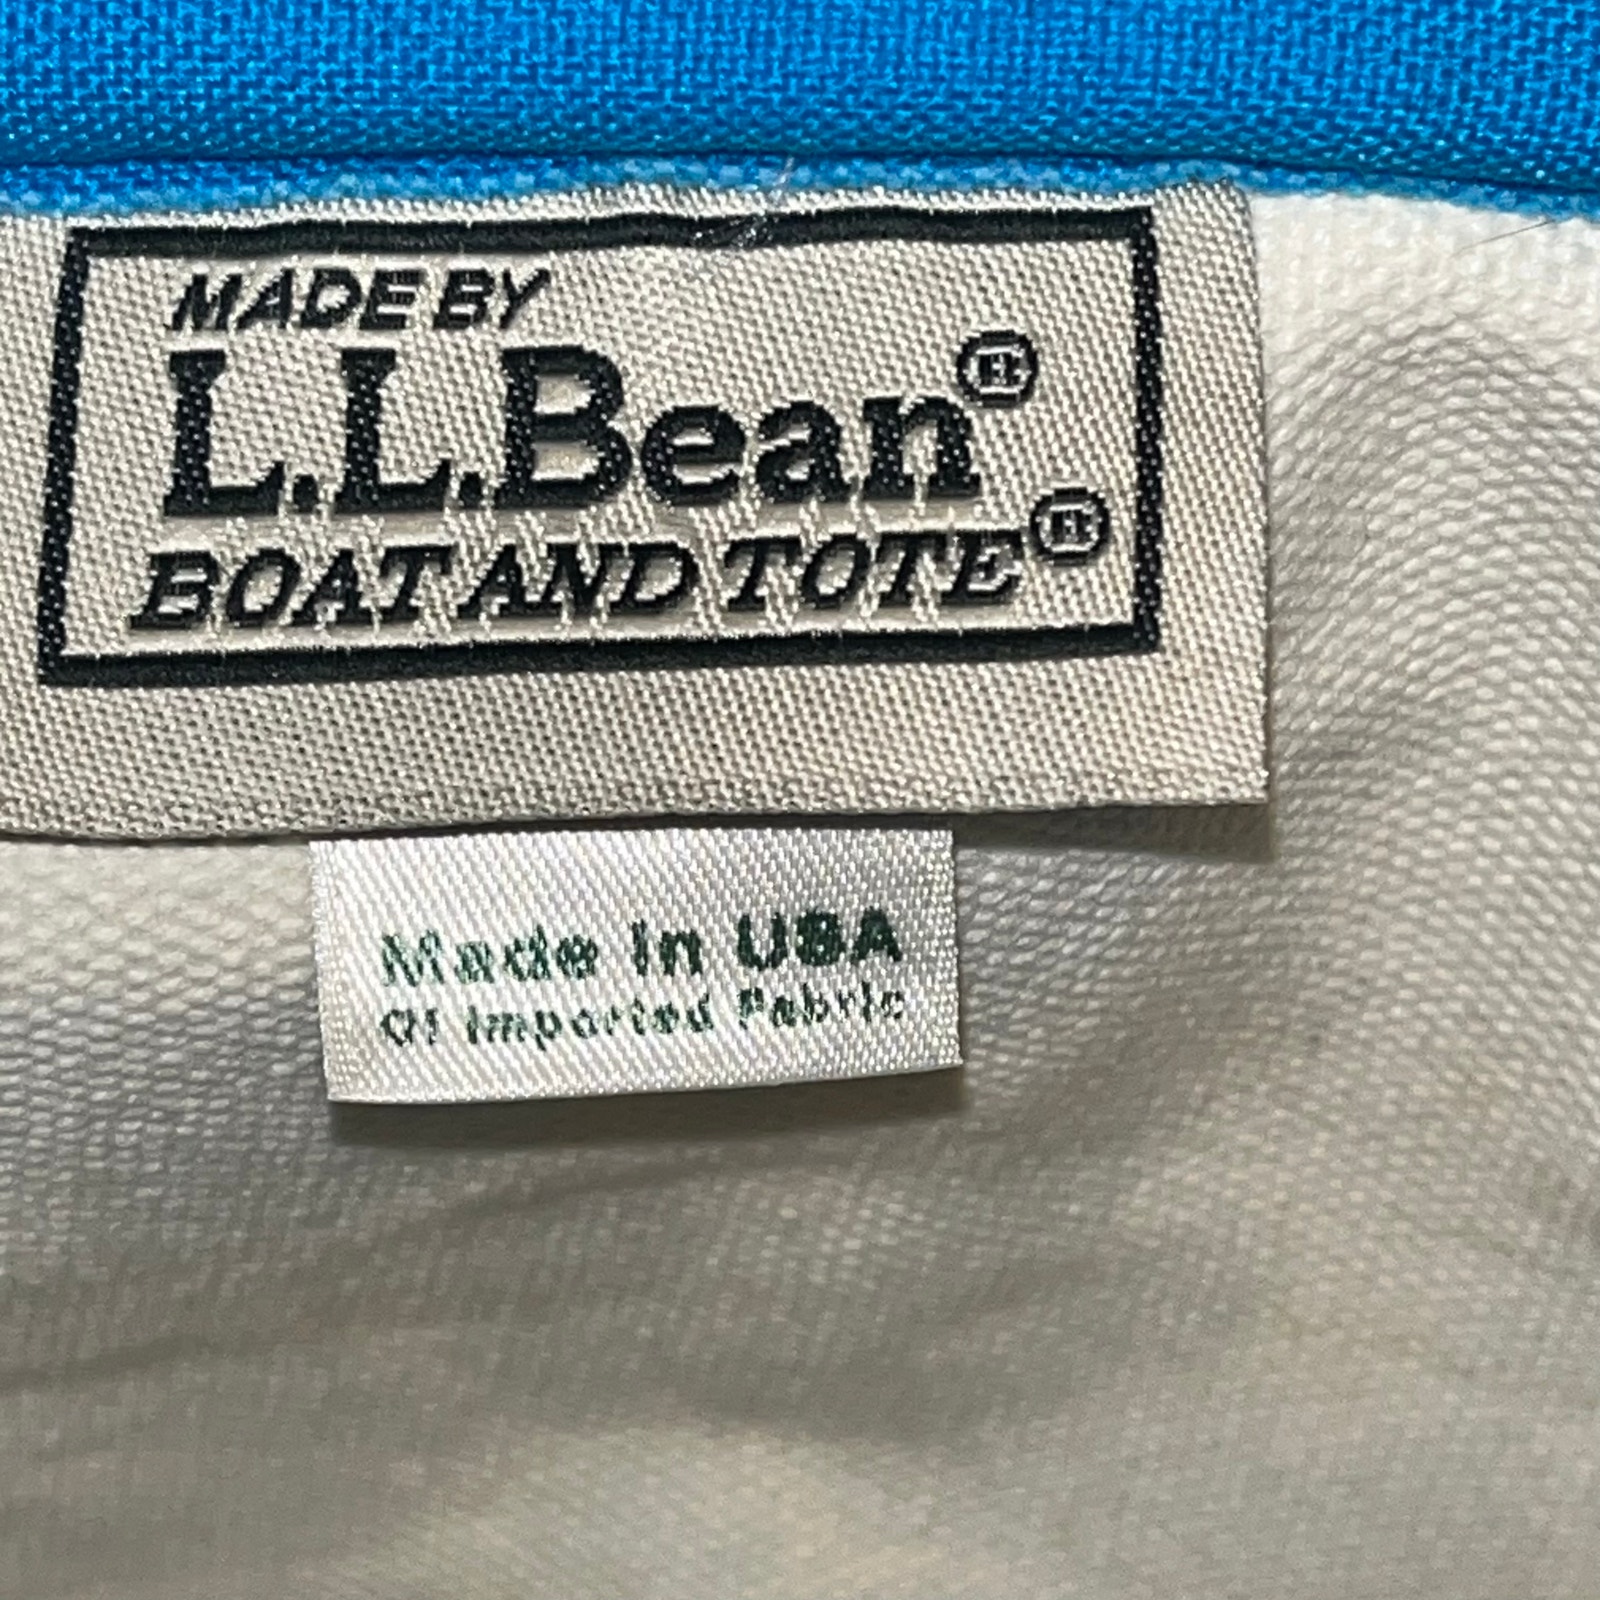 MADE BY
L.L.Bean®
BOAT AND TOTE®
Made In USA
Of Imported Fabric